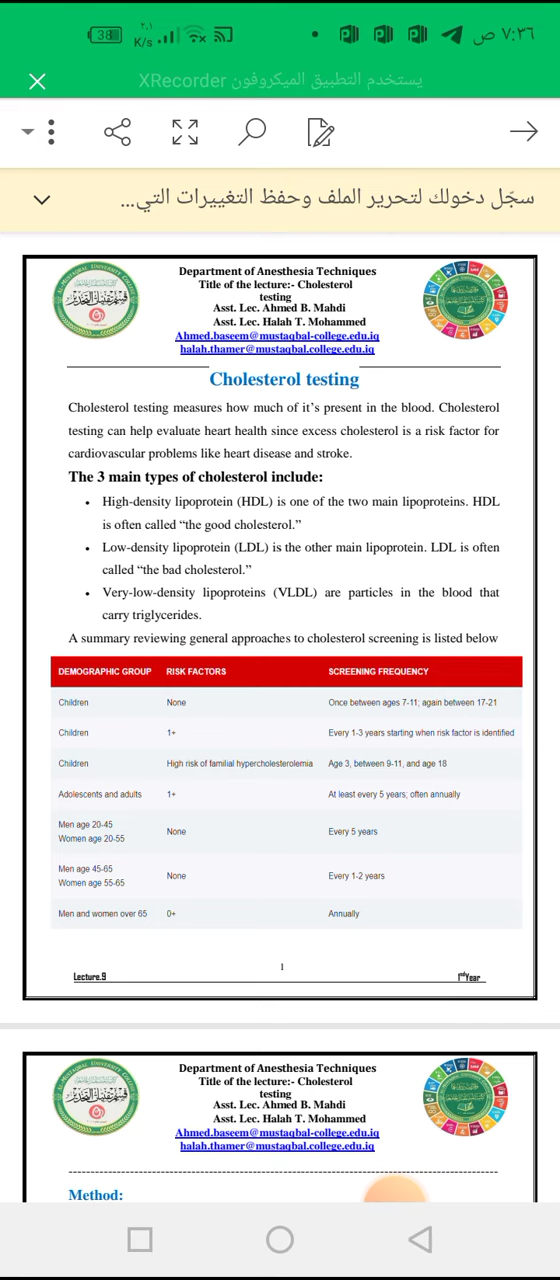 38
٢,١
K/s
٧:٣٦ ص
يستخدم التطبيق الميكروفون XRecorder
سجّل دخولك لتحرير الملف وحفظ التغييرات التي...
Department of Anesthesia Techniques
Title of the lecture:- Cholesterol
testing
Asst. Lec. Ahmed B. Mahdi
Asst. Lec. Halah T. Mohammed
Ahmed.baseem@mustaqbal-college.edu.iq
halah.thamer@mustaqbal.college.edu.iq
Cholesterol testing
Cholesterol testing measures how much of it’s present in the blood. Cholesterol
testing can help evaluate heart health since excess cholesterol is a risk factor for
cardiovascular problems like heart disease and stroke.
The 3 main types of cholesterol include:
• High-density lipoprotein (HDL) is one of the two main lipoproteins. HDL
is often called “the good cholesterol.”
• Low-density lipoprotein (LDL) is the other main lipoprotein. LDL is often
called “the bad cholesterol.”
• Very-low-density lipoproteins (VLDL) are particles in the blood that
carry triglycerides.
A summary reviewing general approaches to cholesterol screening is listed below
DEMOGRAPHIC GROUP RISK FACTORS SCREENING FREQUENCY
Children None Once between ages 7-11; again between 17-21
Children 1+ Every 1-3 years starting when risk factor is identified
Children High risk of familial hypercholesterolemia Age 3, between 9-11, and age 18
Adolescents and adults 1+ At least every 5 years; often annually
Men age 20-45
Women age 20-55 None Every 5 years
Men age 45-65
Women age 55-65 None Every 1-2 years
Men and women over 65 0+ Annually
1
Lecture.9 1st Year
Department of Anesthesia Techniques
Title of the lecture:- Cholesterol
testing
Asst. Lec. Ahmed B. Mahdi
Asst. Lec. Halah T. Mohammed
Ahmed.baseem@mustaqbal-college.edu.iq
halah.thamer@mustaqbal.college.edu.iq
Method: